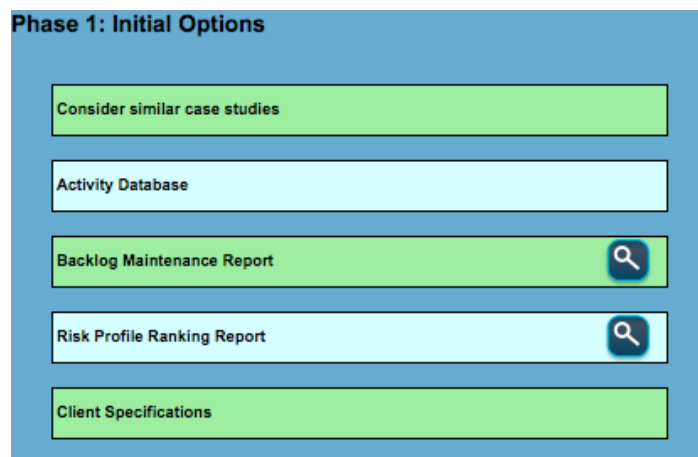 Phase 1: Initial Options
Consider similar case studies
Activity Database
Backlog Maintenance Report
Risk Profile Ranking Report
Client Specifications